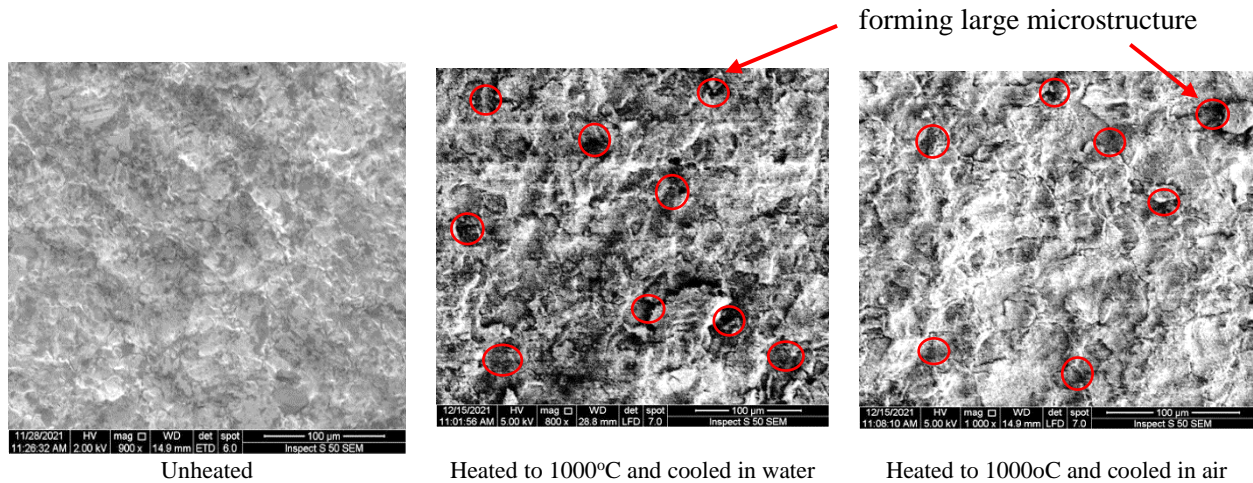 forming large microstructure
11/28/2021 HV mag □ WD det spot 100 µm
11:26:32 AM 2.00 kV 900 x 14.9 mm ETD 6.0 Inspect S 50 SEM
12/15/2021 HV mag □ WD det spot 100 µm
11:01:56 AM 5.00 kV 800 x 28.8 mm LFD 7.0 Inspect S 50 SEM
12/15/2021 HV mag □ WD det spot 100 µm
11:08:10 AM 5.00 kV 1 000 x 14.9 mm LFD 7.0 Inspect S 50 SEM
Unheated
Heated to 1000°C and cooled in water
Heated to 1000oC and cooled in air